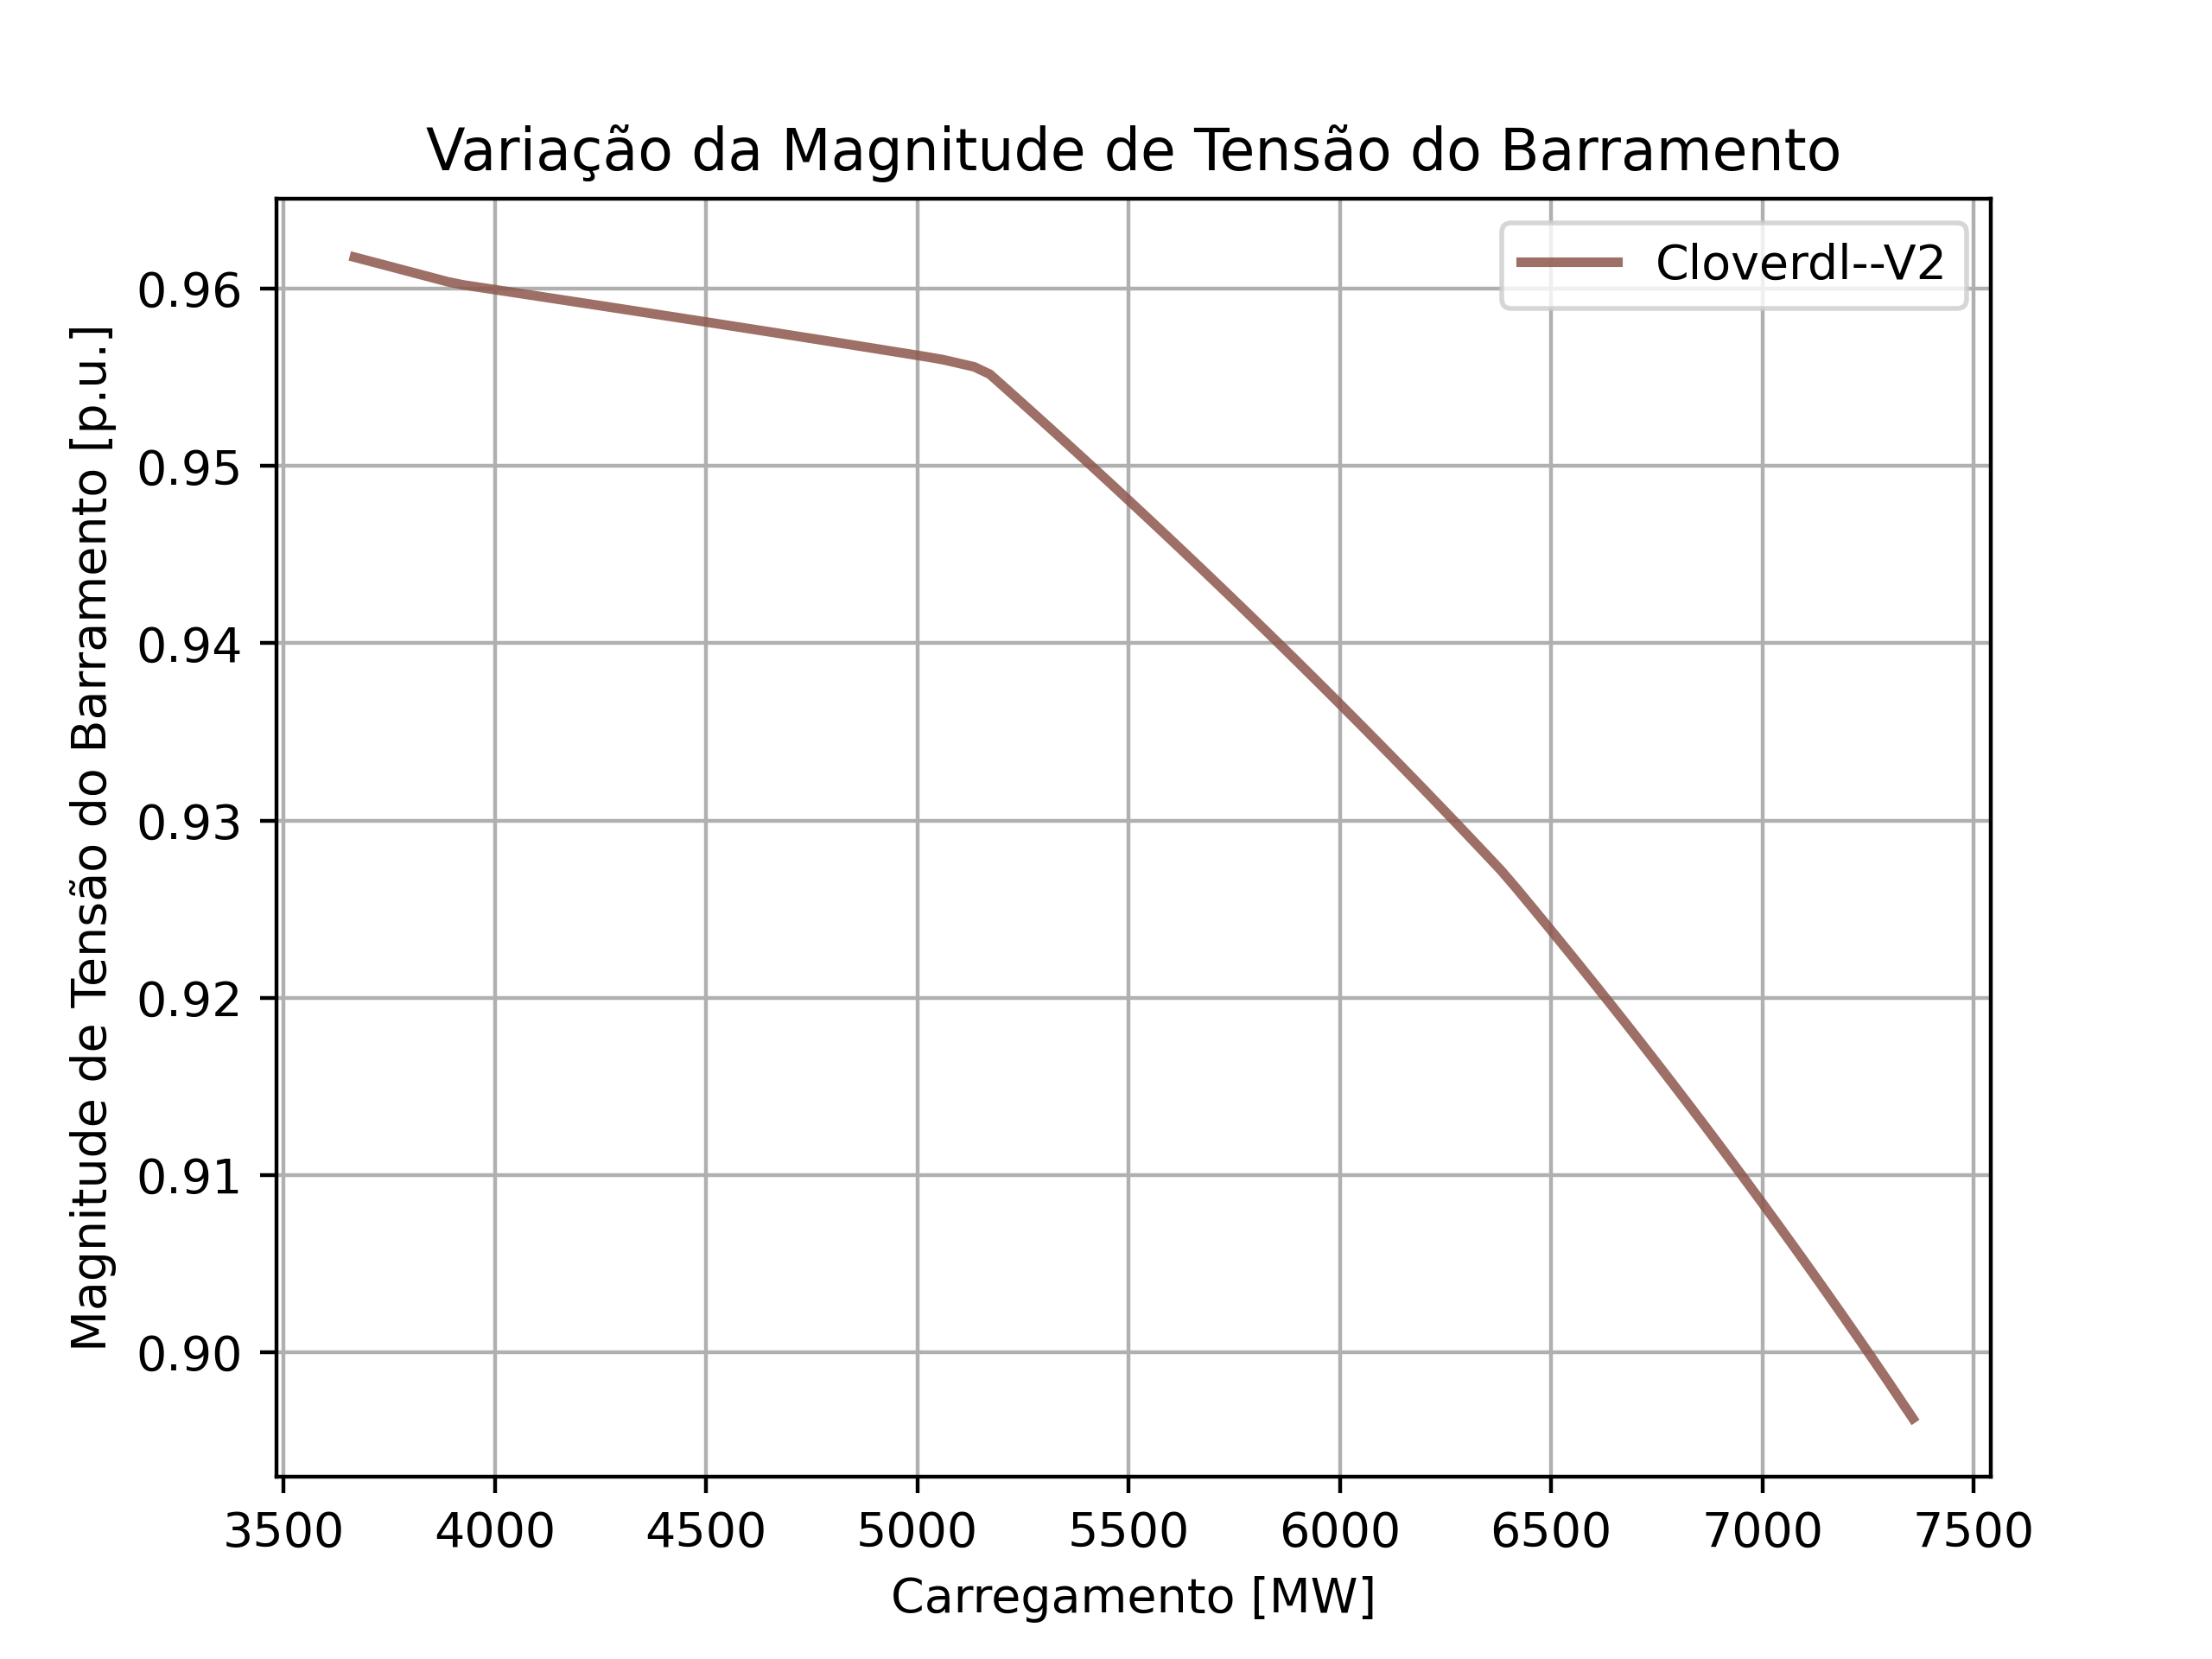 Variação da Magnitude de Tensão do Barramento
Cloverdl--V2
Magnitude de Tensão do Barramento [p.u.]
0.96
0.95
0.94
0.93
0.92
0.91
0.90
3500 4000 4500 5000 5500 6000 6500 7000 7500
Carregamento [MW]